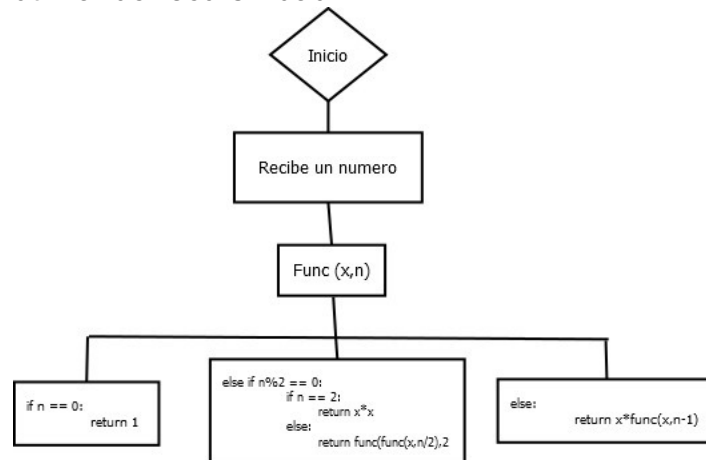 Inicio
Recibe un numero
Func (x,n)
if n == 0:
return 1
else if n%2 == 0:
if n == 2:
return x*x
else:
return func(func(x,n/2),2
else:
return x*func(x,n-1)